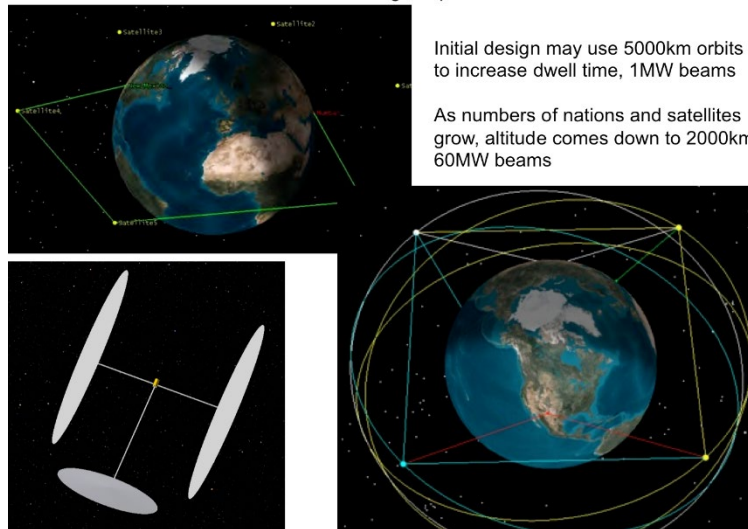 Satellite3
Satellite2
Initial design may use 5000km orbits
to increase dwell time, 1MW beams
As numbers of nations and satellites
grow, altitude comes down to 2000km
60MW beams
Satellite4
Satellite5